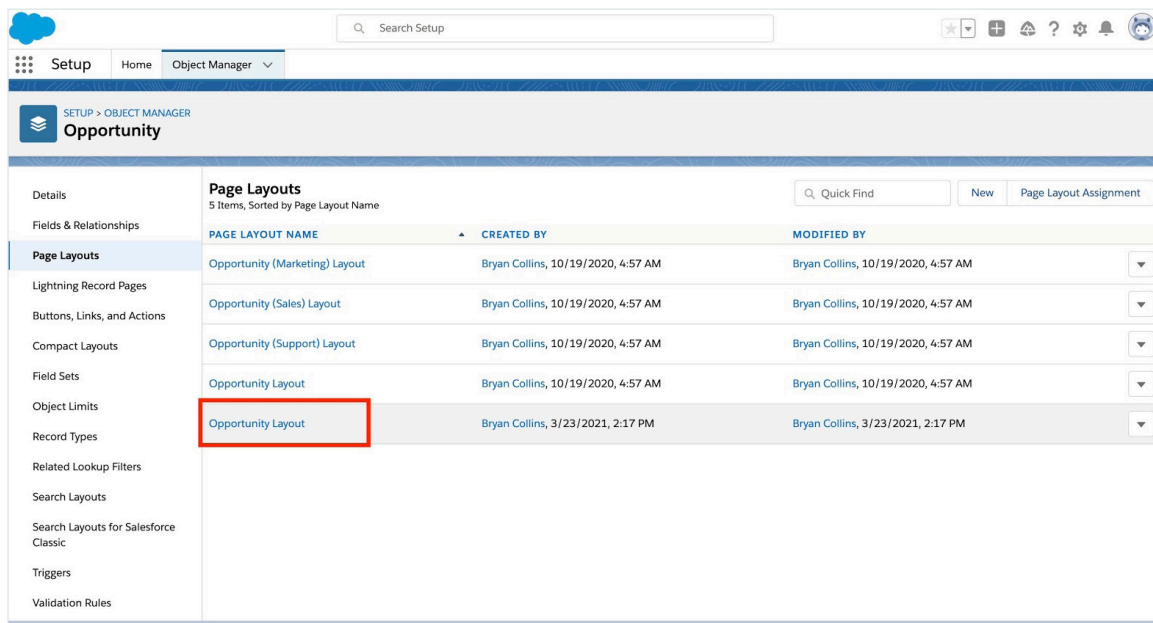 Search Setup
Setup Home Object Manager
SETUP > OBJECT MANAGER
Opportunity
Details
Fields & Relationships
Page Layouts
Lightning Record Pages
Buttons, Links, and Actions
Compact Layouts
Field Sets
Object Limits
Record Types
Related Lookup Filters
Search Layouts
Search Layouts for Salesforce
Classic
Triggers
Validation Rules
Page Layouts
5 Items, Sorted by Page Layout Name
Quick Find New Page Layout Assignment
PAGE LAYOUT NAME CREATED BY MODIFIED BY
Opportunity (Marketing) Layout Bryan Collins, 10/19/2020, 4:57 AM Bryan Collins, 10/19/2020, 4:57 AM
Opportunity (Sales) Layout Bryan Collins, 10/19/2020, 4:57 AM Bryan Collins, 10/19/2020, 4:57 AM
Opportunity (Support) Layout Bryan Collins, 10/19/2020, 4:57 AM Bryan Collins, 10/19/2020, 4:57 AM
Opportunity Layout Bryan Collins, 10/19/2020, 4:57 AM Bryan Collins, 10/19/2020, 4:57 AM
Opportunity Layout Bryan Collins, 3/23/2021, 2:17 PM Bryan Collins, 3/23/2021, 2:17 PM